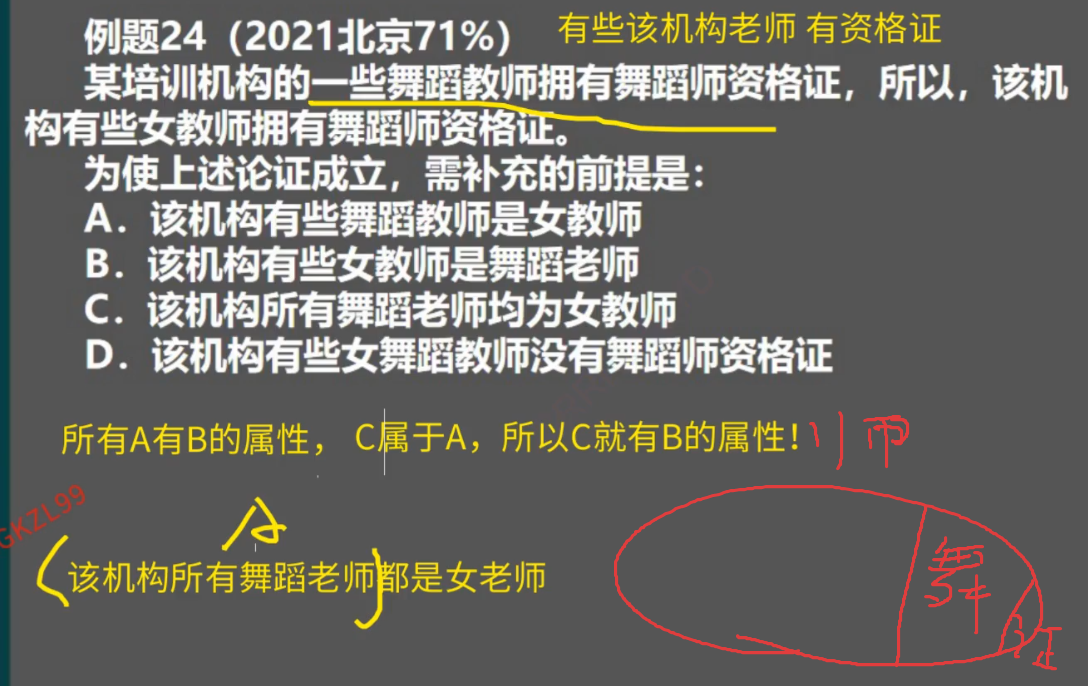 例题24（2021北京71%） 有些该机构老师 有资格证
某培训机构的一些舞蹈教师拥有舞蹈师资格证，所以，该机
构有些女教师拥有舞蹈师资格证。
为使上述论证成立，需补充的前提是：
A．该机构有些舞蹈教师是女教师
B．该机构有些女教师是舞蹈老师
C．该机构所有舞蹈老师均为女教师
D．该机构有些女舞蹈教师没有舞蹈师资格证
所有A有B的属性， C属于A，所以C就有B的属性！ 师
GKZL99
A
（该机构所有舞蹈老师）都是女老师
舞
证